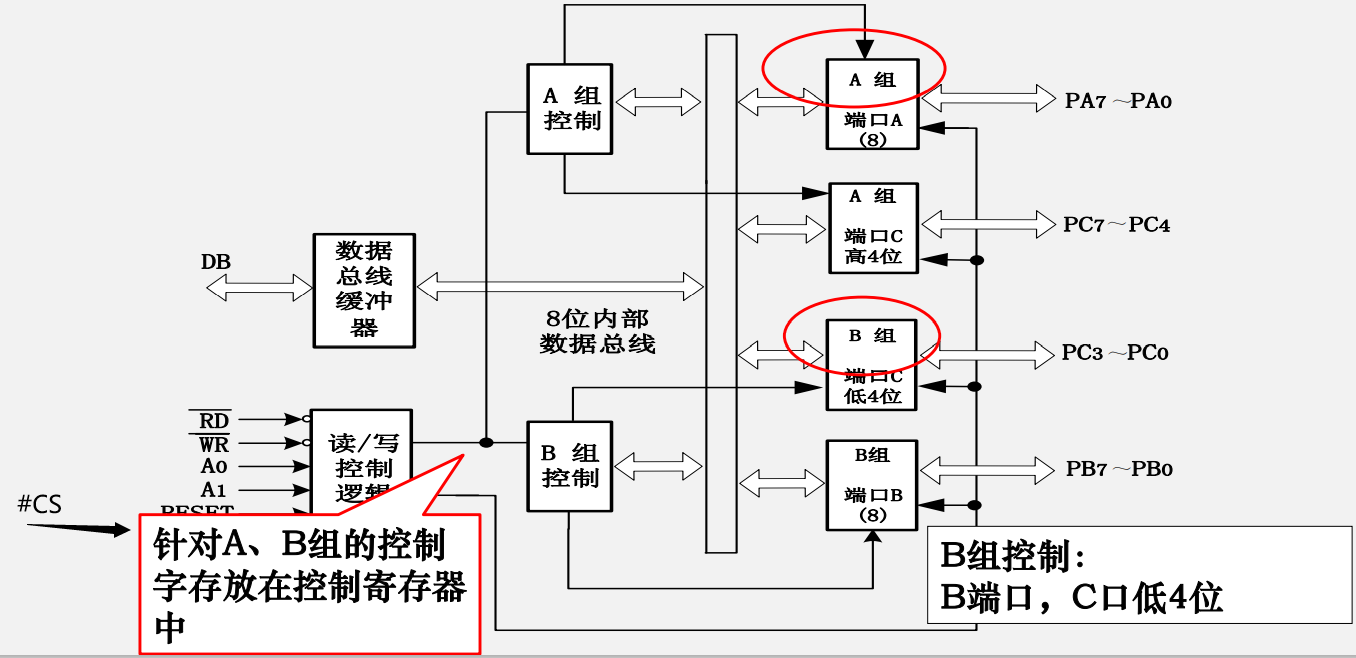 A 组
控制
A 组
端口A
(8)
PA7～PA0
A 组
端口C
高4位
PC7～PC4
DB
数据
总线
缓冲
器
8位内部
数据总线
B 组
端口C
低4位
PC3～PC0
RD
WR
A0
A1
RESET
#CS
读/写
控制
逻辑
B 组
控制
B组
端口B
(8)
PB7～PB0
针对A、B组的控制
字存放在控制寄存器
中
B组控制:
B端口，C口低4位